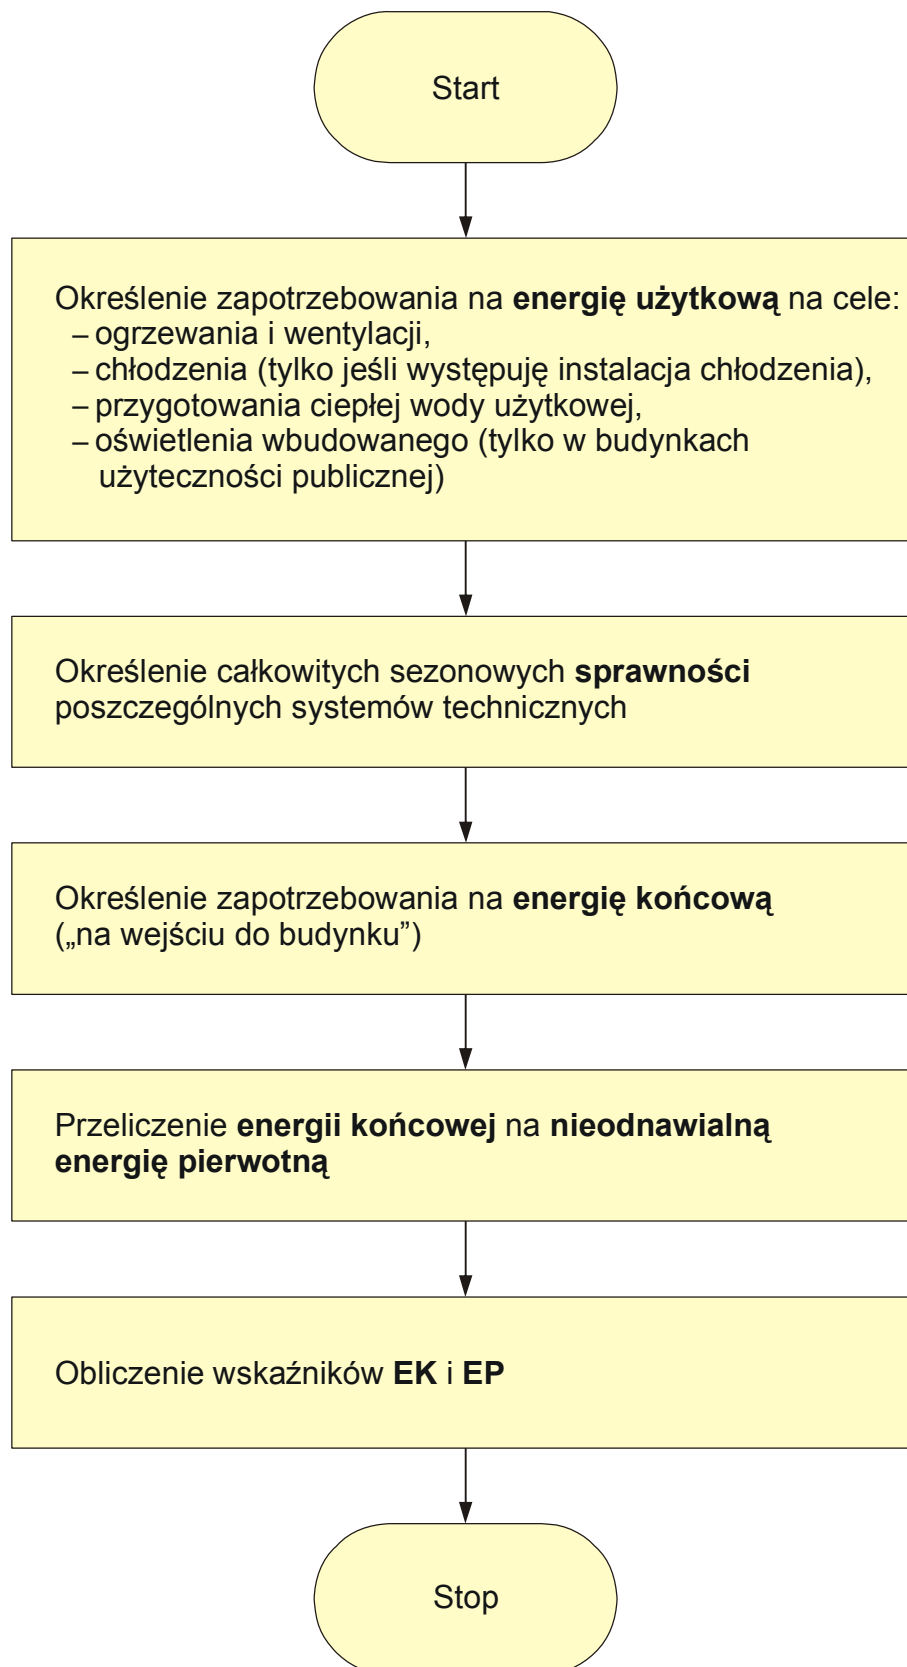 Start
Określenie zapotrzebowania na energię użytkową na cele:
– ogrzewania i wentylacji,
– chłodzenia (tylko jeśli występuję instalacja chłodzenia),
– przygotowania ciepłej wody użytkowej,
– oświetlenia wbudowanego (tylko w budynkach
użyteczności publicznej)
Określenie całkowitych sezonowych sprawności
poszczególnych systemów technicznych
Określenie zapotrzebowania na energię końcową
(„na wejściu do budynku”)
Przeliczenie energii końcowej na nieodnawialną
energię pierwotną
Obliczenie wskaźników EK i EP
Stop